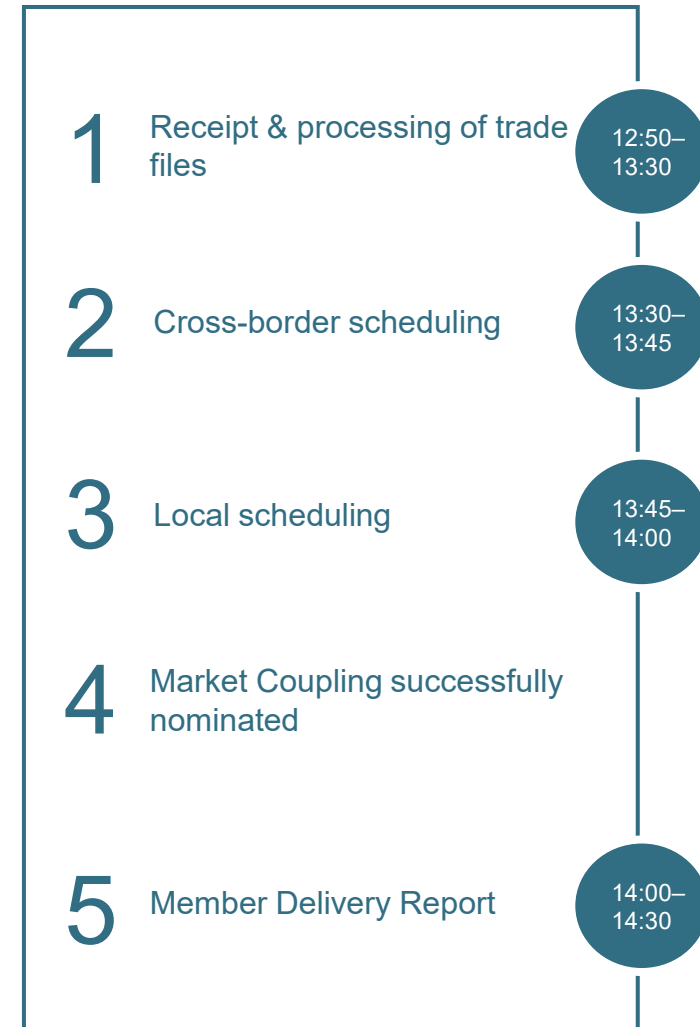 1
Receipt & processing of trade
files
12:50–
13:30
2
Cross-border scheduling
13:30–
13:45
3
Local scheduling
13:45–
14:00
4
Market Coupling successfully
nominated
5
Member Delivery Report
14:00–
14:30